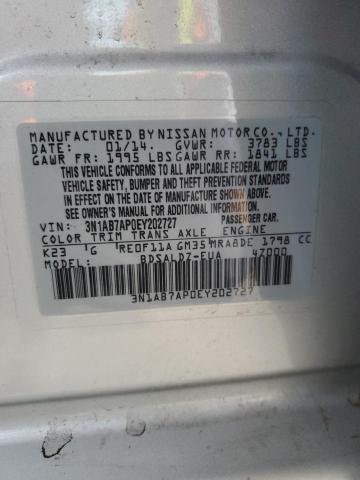 MANUFACTURED BY NISSAN MOTOR CO., LTD.
DATE: 01/14. GVWR: 3783 LBS
GAWR FR: 1995 LBS GAWR RR: 1841 LBS
THIS VEHICLE CONFORMS TO ALL APPLICABLE FEDERAL MOTOR
VEHICLE SAFETY, BUMPER AND THEFT PREVENTION STANDARDS
IN EFFECT ON THE DATE OF MANUFACTURE SHOWN ABOVE.
SEE OWNER'S MANUAL FOR ADDITIONAL INFORMATION.
PASSENGER CAR.
VIN: 3N1AB7AP0EY202727
COLOR TRIM TRANS AXLE ENGINE
K23 'G RE0F11A GM35 MRA8DE 1798 CC
BDSALDZ-EUA 4Z000
3N1AB7AP0EY202727